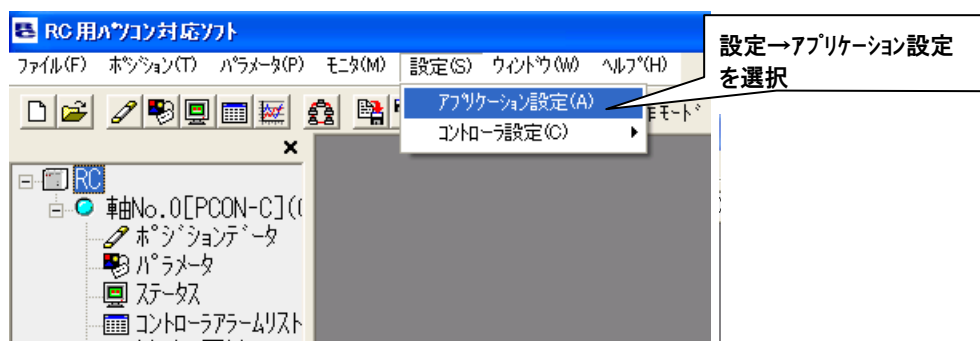 RC用ﾊﾟｿｺﾝ対応ｿﾌﾄ
ﾌｧｲﾙ(F) ﾎﾟｼﾞｼｮﾝ(T) ﾊﾟﾗﾒｰﾀ(P) ﾓﾆﾀ(M) 設定(S) ｳｨﾝﾄﾞｳ(W) ﾍﾙﾌﾟ(H)
設定→ｱﾌﾟﾘｹｰｼｮﾝ設定
を選択
ｱﾌﾟﾘｹｰｼｮﾝ設定(A)
ｺﾝﾄﾛｰﾗ設定(C)
ﾓｰﾄﾞ
RC
軸No.0[PCON-C](
ﾎﾟｼﾞｼｮﾝﾃﾞｰﾀ
ﾊﾟﾗﾒｰﾀ
ｽﾃｰﾀｽ
ｺﾝﾄﾛｰﾗｱﾗｰﾑﾘｽﾄ